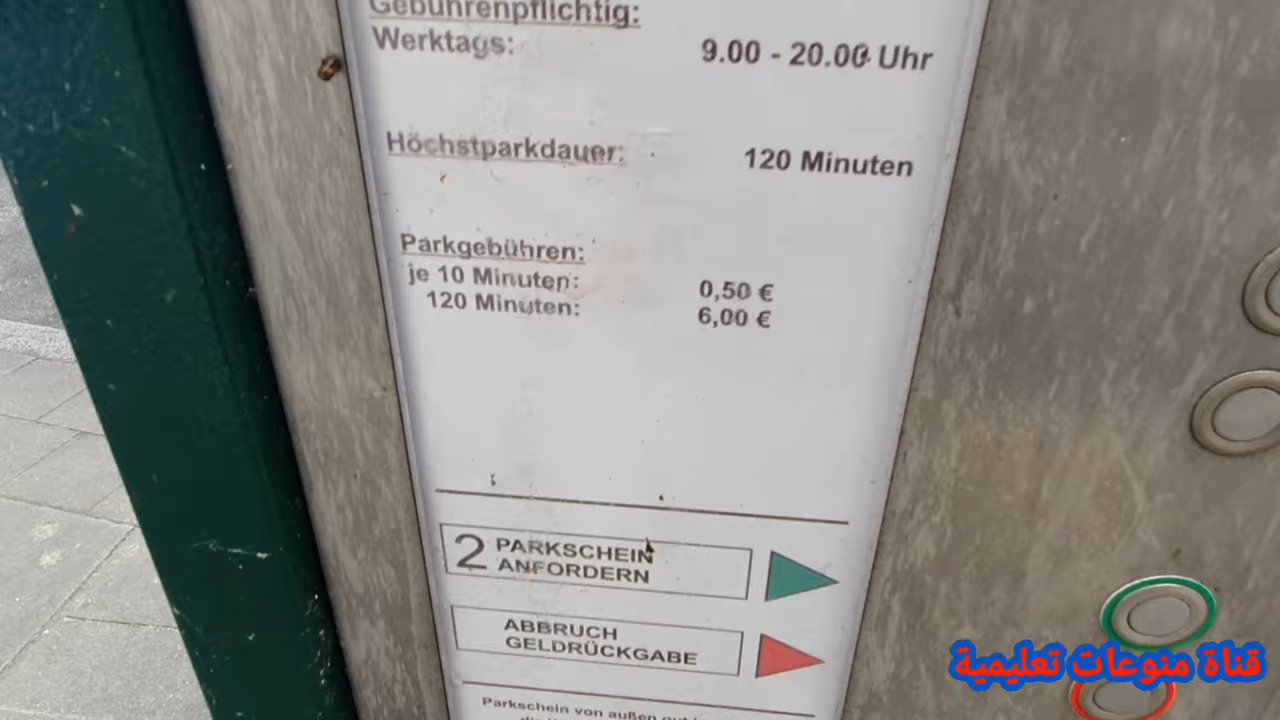 Gebührenpflichtig:
Werktags: 9.00 - 20.00 Uhr
Höchstparkdauer: 120 Minuten
Parkgebühren:
je 10 Minuten: 0,50 €
120 Minuten: 6,00 €
2 PARKSCHEIN
ANFORDERN
ABBRUCH
GELDRÜCKGABE
Parkschein von außen gut
قناة منوعات تعليمية